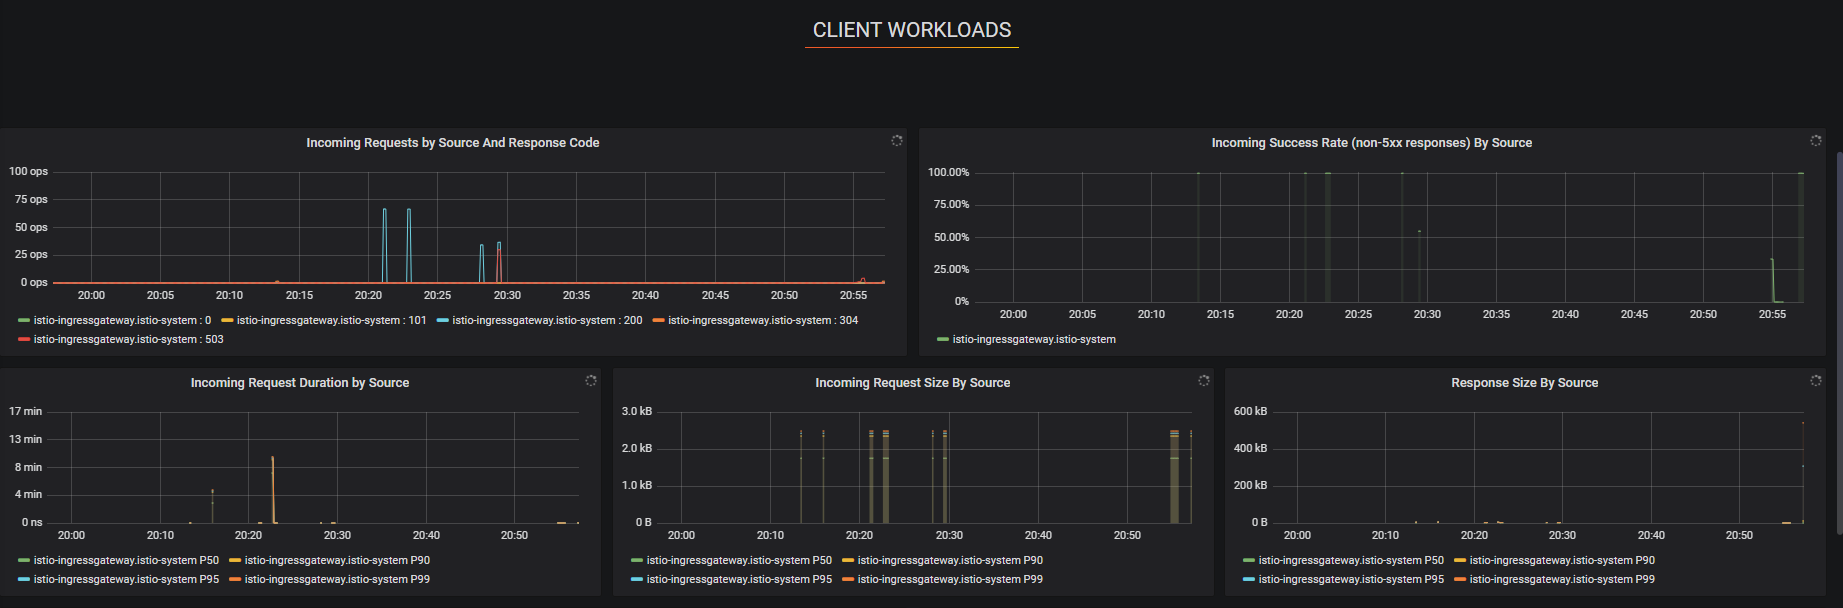 CLIENT WORKLOADS
Incoming Requests by Source And Response Code
100 ops
75 ops
50 ops
25 ops
0 ops
20:00 20:05 20:10 20:15 20:20 20:25 20:30 20:35 20:40 20:45 20:50 20:55
istio-ingressgateway.istio-system : 0 istio-ingressgateway.istio-system : 101 istio-ingressgateway.istio-system : 200 istio-ingressgateway.istio-system : 304
istio-ingressgateway.istio-system : 503
Incoming Success Rate (non-5xx responses) By Source
100.00%
75.00%
50.00%
25.00%
0%
20:00 20:05 20:10 20:15 20:20 20:25 20:30 20:35 20:40 20:45 20:50 20:55
istio-ingressgateway.istio-system
Incoming Request Duration by Source
17 min
13 min
8 min
4 min
0 ns
20:00 20:10 20:20 20:30 20:40 20:50
istio-ingressgateway.istio-system P50 istio-ingressgateway.istio-system P90
istio-ingressgateway.istio-system P95 istio-ingressgateway.istio-system P99
Incoming Request Size By Source
3.0 kB
2.0 kB
1.0 kB
0 B
20:00 20:10 20:20 20:30 20:40 20:50
istio-ingressgateway.istio-system P50 istio-ingressgateway.istio-system P90
istio-ingressgateway.istio-system P95 istio-ingressgateway.istio-system P99
Response Size By Source
600 kB
400 kB
200 kB
0 B
20:00 20:10 20:20 20:30 20:40 20:50
istio-ingressgateway.istio-system P50 istio-ingressgateway.istio-system P90
istio-ingressgateway.istio-system P95 istio-ingressgateway.istio-system P99